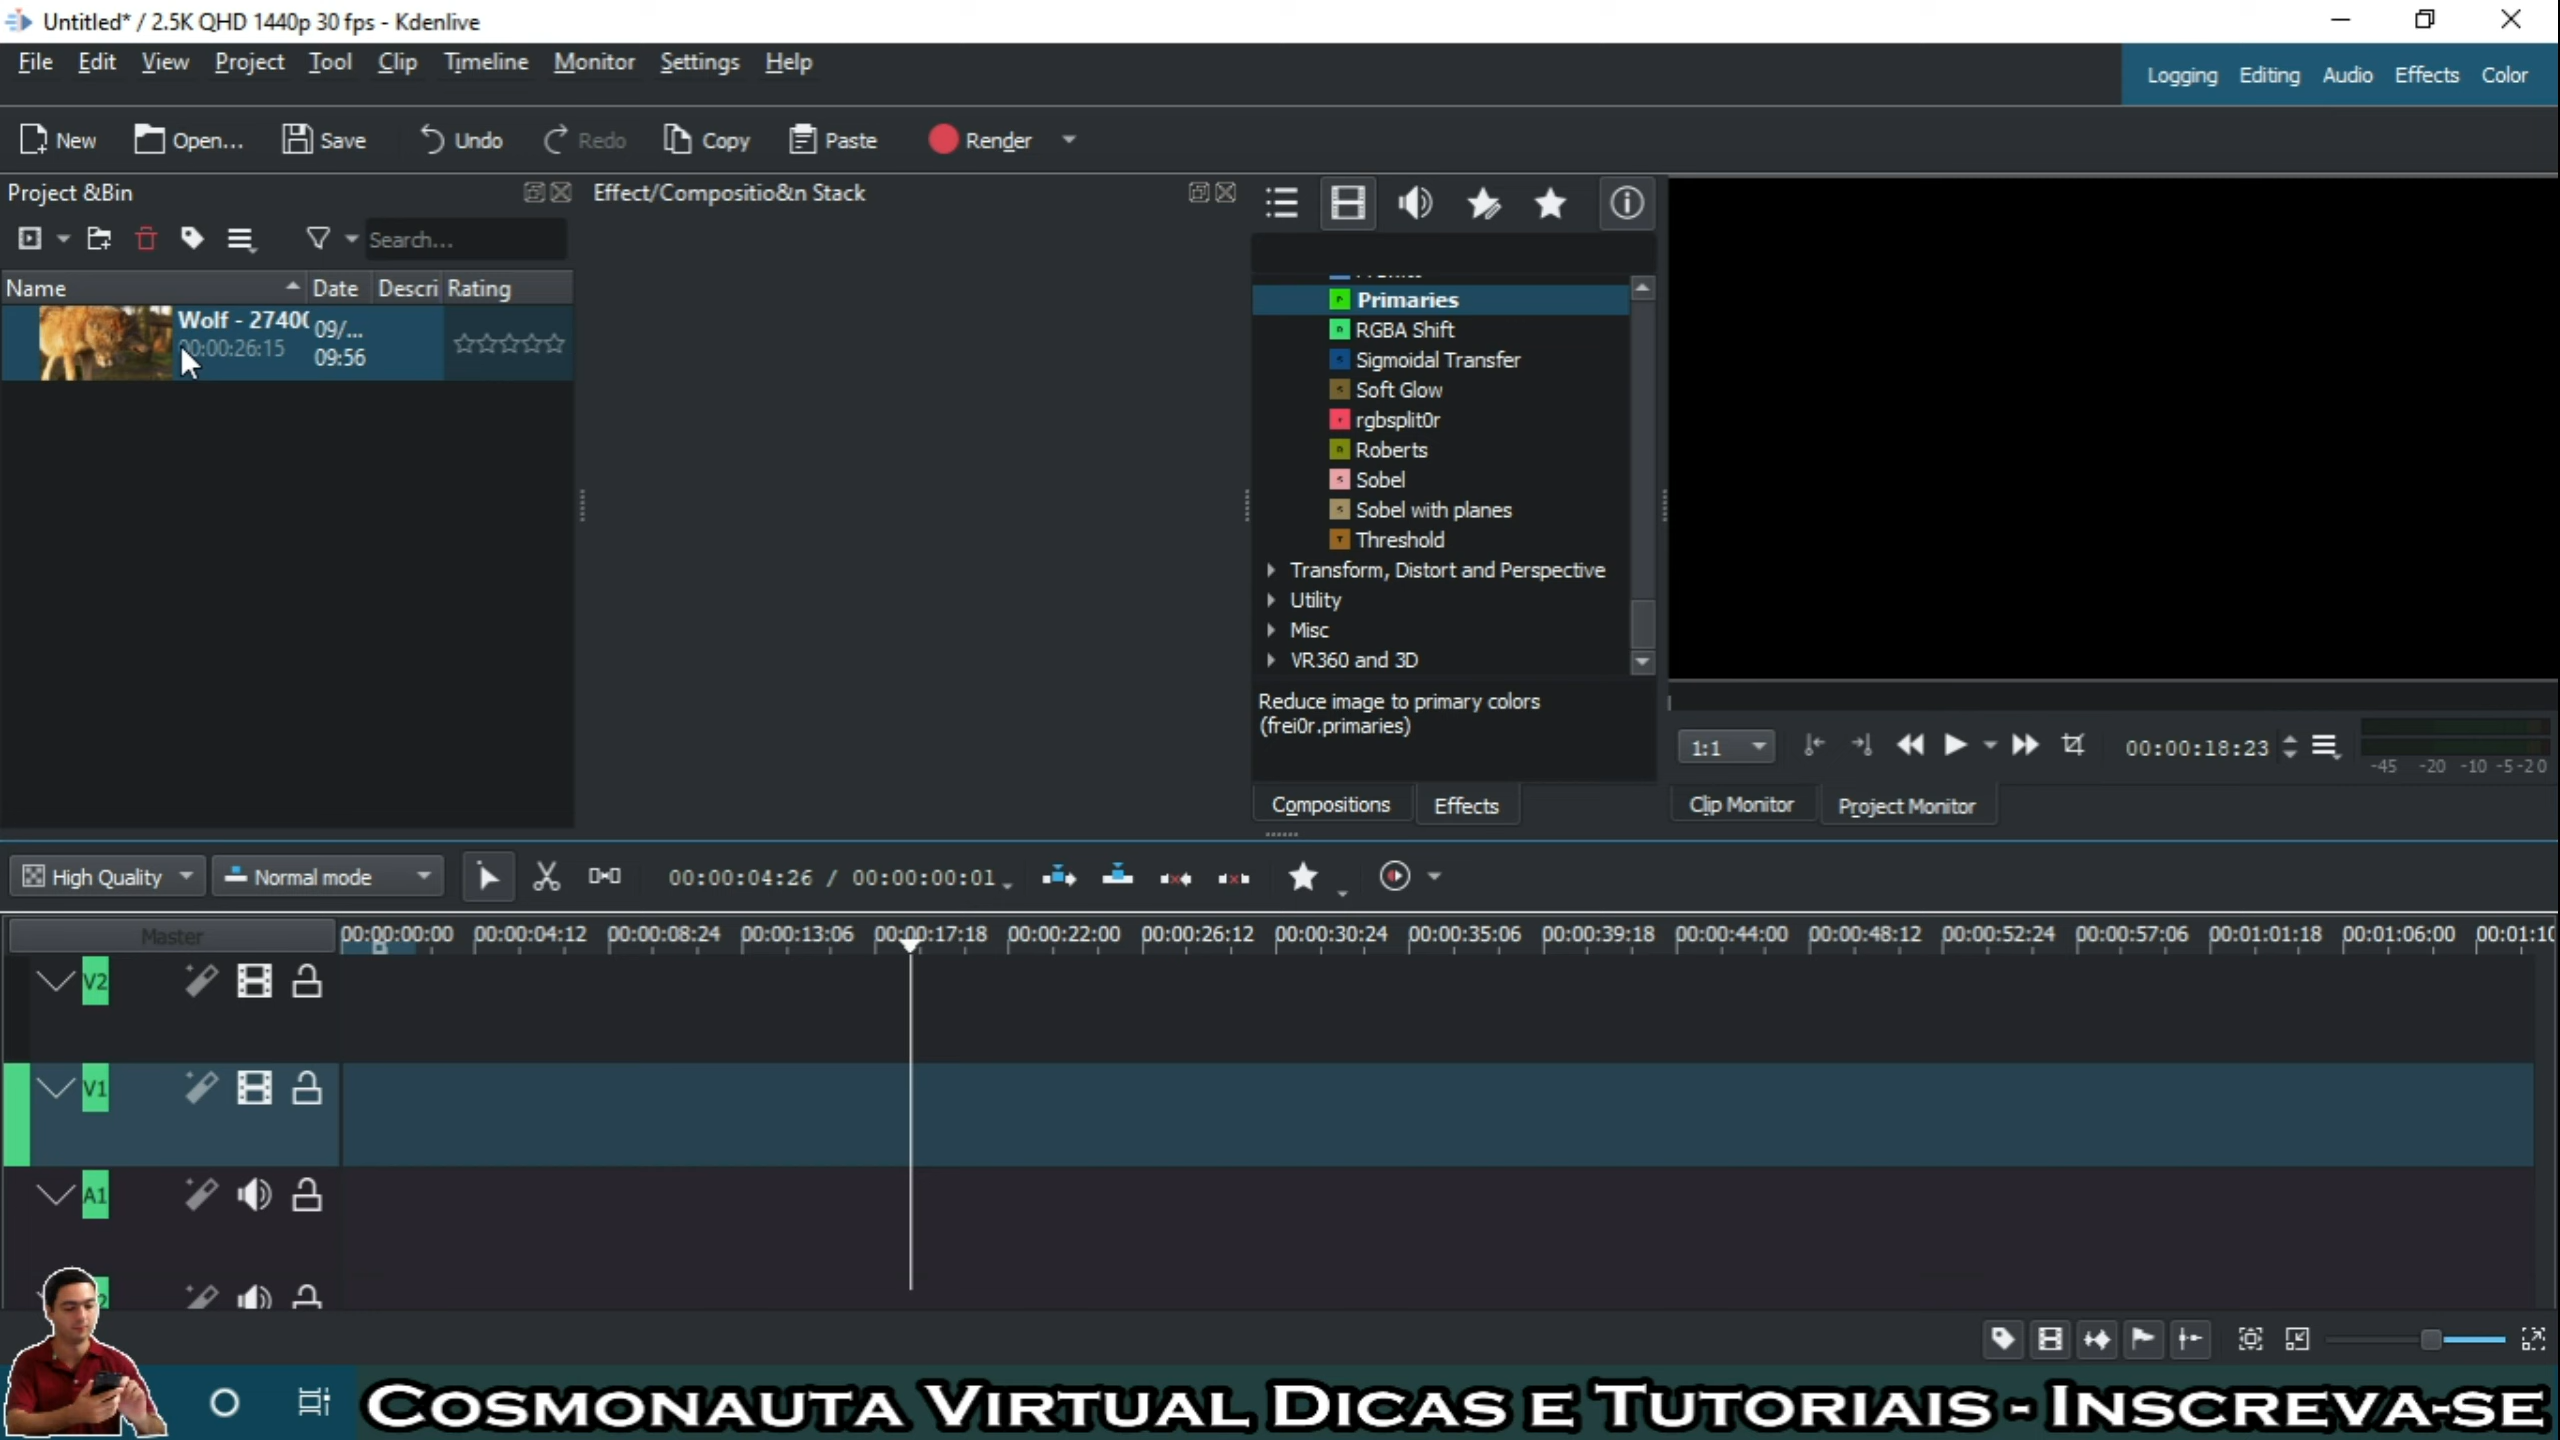 Untitled* / 2.5K QHD 1440p 30 fps - Kdenlive
File Edit View Project Tool Clip Timeline Monitor Settings Help
Logging Editing Audio Effects Color
New Open... Save Undo Redo Copy Paste Render
Project &Bin
Effect/Compositio&n Stack
Search...
Name Date Descri Rating
Wolf - 2740
00:00:26:15
09/...
09:56
Primaries
RGBA Shift
Sigmoidal Transfer
Soft Glow
rgbsplit0r
Roberts
Sobel
Sobel with planes
Threshold
Transform, Distort and Perspective
Utility
Misc
VR360 and 3D
Reduce image to primary colors
(frei0r.primaries)
Compositions Effects
1:1
00:00:18:23
-45 -20 -10 -5 -2 0
Clip Monitor Project Monitor
High Quality Normal mode 00:00:04:26 / 00:00:00:01
Master
00:00:00:00 00:00:04:12 00:00:08:24 00:00:13:06 00:00:17:18 00:00:22:00 00:00:26:12 00:00:30:24 00:00:35:06 00:00:39:18 00:00:44:00 00:00:48:12 00:00:52:24 00:00:57:06 00:01:01:18 00:01:06:00 00:01:10
V2
V1
A1
Cosmonauta Virtual Dicas e Tutoriais - Inscreva-se